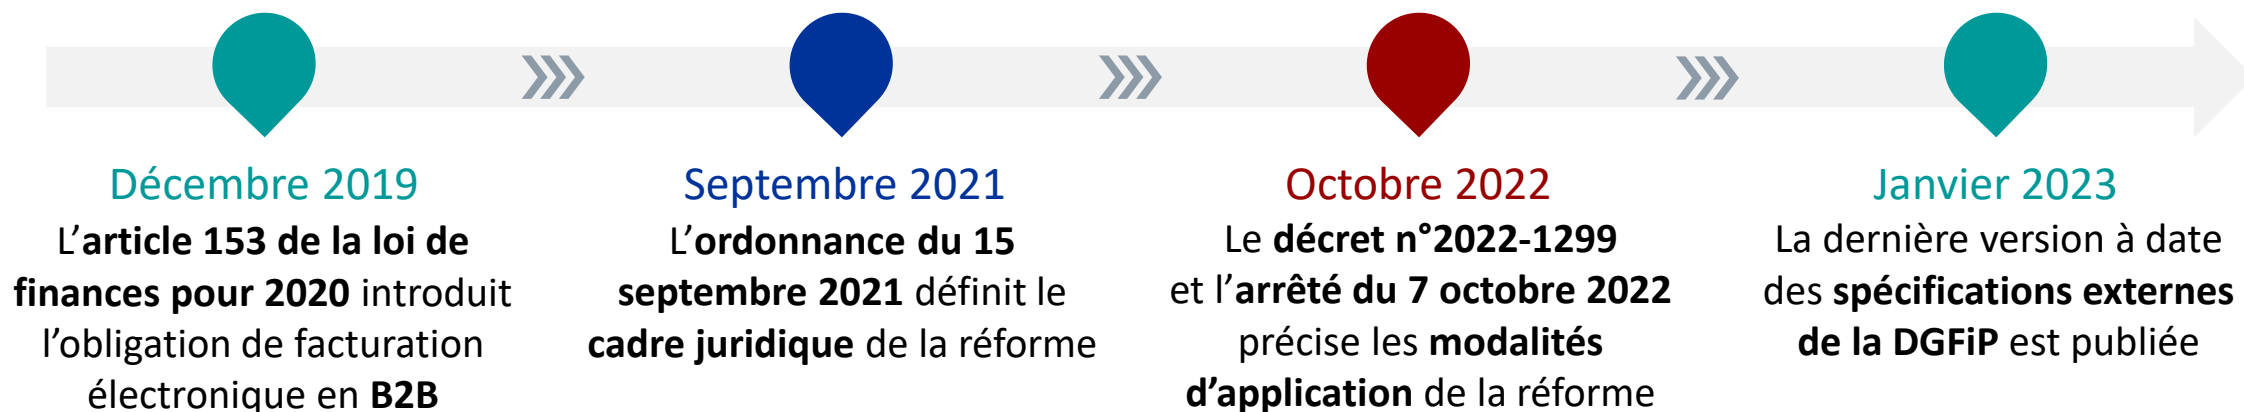 Décembre 2019
L’article 153 de la loi de
finances pour 2020 introduit
l’obligation de facturation
électronique en B2B
Septembre 2021
L’ordonnance du 15
septembre 2021 définit le
cadre juridique de la réforme
Octobre 2022
Le décret n°2022-1299
et l’arrêté du 7 octobre 2022
précise les modalités
d’application de la réforme
Janvier 2023
La dernière version à date
des spécifications externes
de la DGFiP est publiée